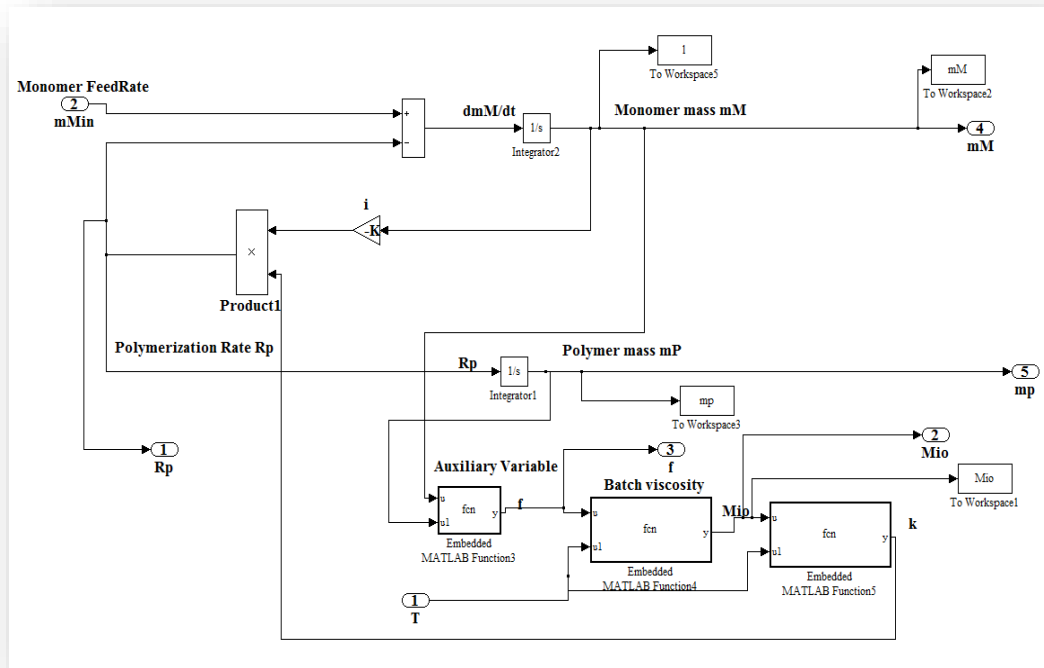 1
To Workspace5
mM
To Workspace2
Monomer FeedRate
2
mMin
+
−
dmM/dt
1/s
Integrator2
Monomer mass mM
4
mM
i
-K
×
Product1
Polymerization Rate Rp
Rp
1/s
Integrator1
Polymer mass mP
5
mp
mp
To Workspace3
1
Rp
3
f
2
Mio
Auxiliary Variable
Batch viscosity
Mio
To Workspace1
u
u1
fcn
y
f
Embedded
MATLAB Function3
u
u1
fcn
y
Mio
Embedded
MATLAB Function4
u
u1
fcn
y
k
Embedded
MATLAB Function5
1
T